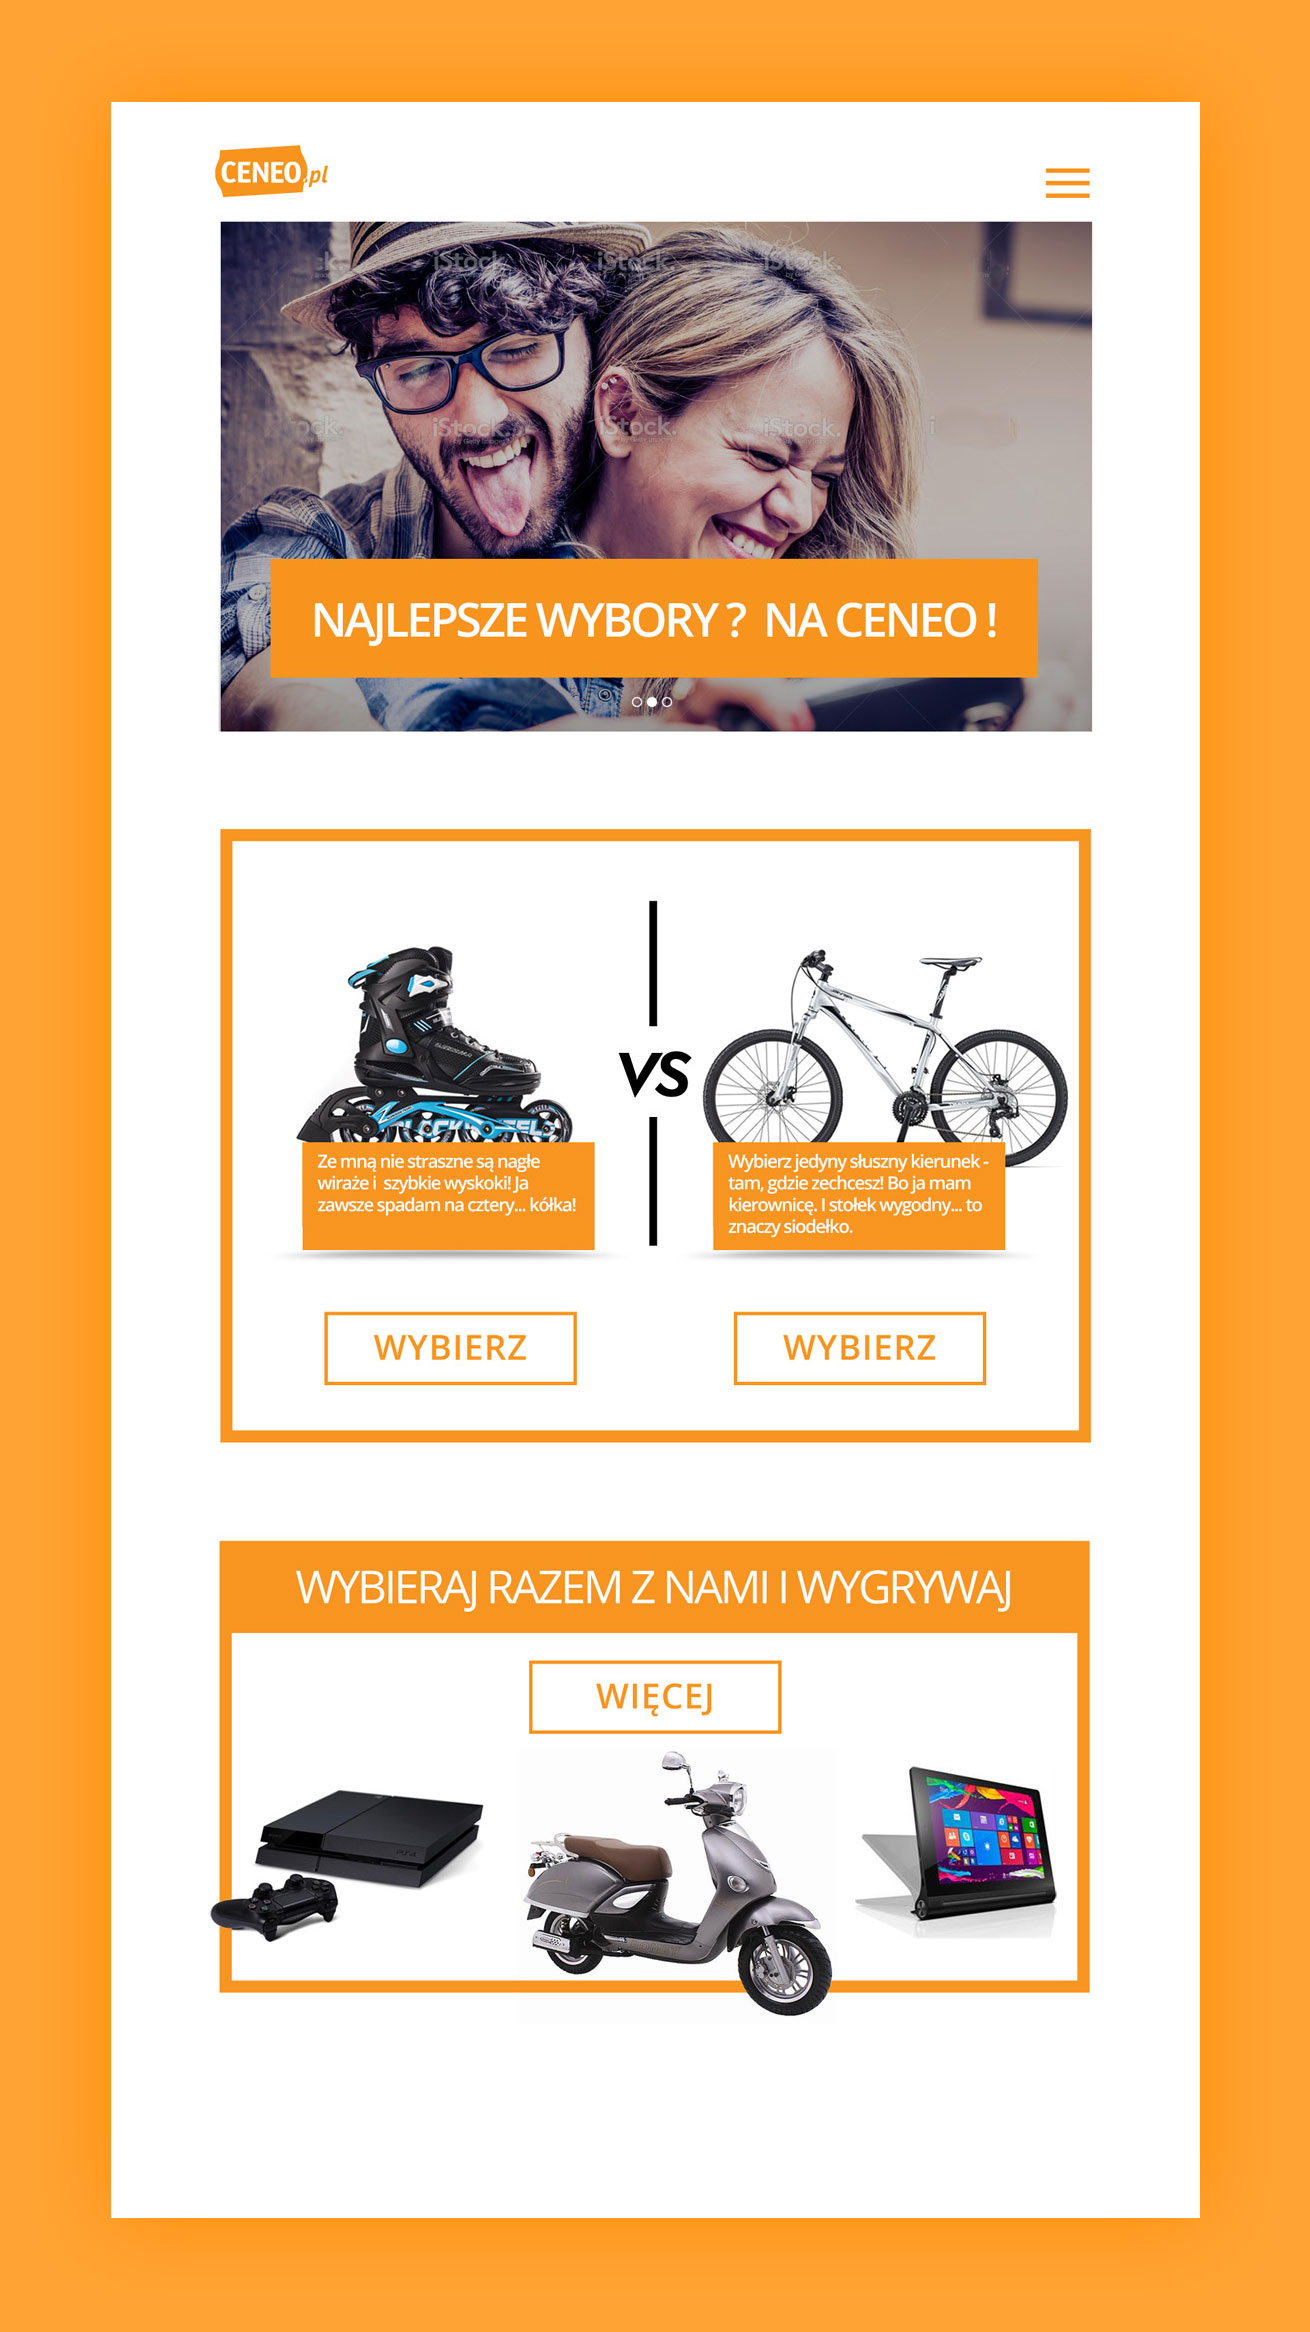 CENEO.pl
iStock. iStock. iStock.
ock. iStock. iStock. iStock. i
NAJLEPSZE WYBORY ? NA CENEO !
VS
Ze mną nie straszne są nagłe
wiraże i szybkie wyskoki! Ja
zawsze spadam na cztery... kółka!
Wybierz jedyny słuszny kierunek -
tam, gdzie zechcesz! Bo ja mam
kierownicę. I stołek wygodny... to
znaczy siodełko.
WYBIERZ
WYBIERZ
WYBIERAJ RAZEM Z NAMI I WYGRYWAJ
WIĘCEJ